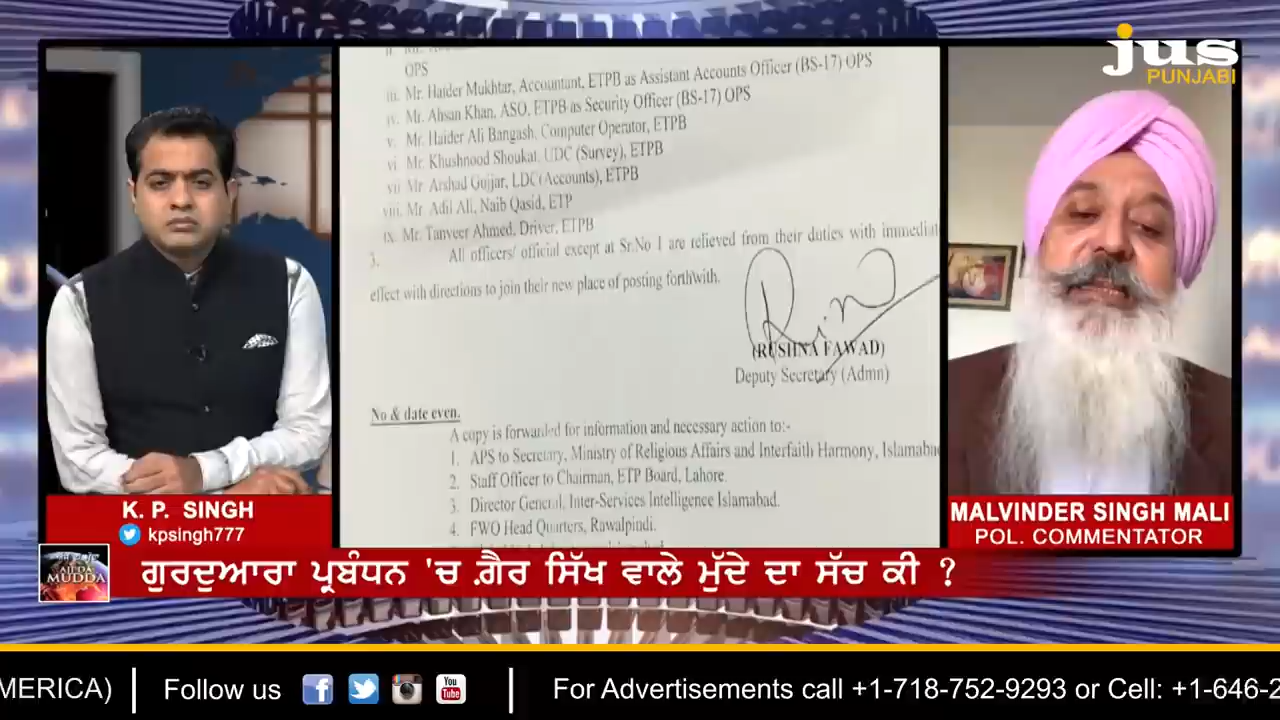 jus
PUNJABI
OPS
iii. Mr. Haider Mukhtar, Accountant, ETPB as Assistant Accounts Officer (BS-17) OPS
iv. Mr. Ahsan Khan, ASO, ETPB as Security Officer (BS-17) OPS
v. Mr. Haider Ali Bangash, Computer Operator, ETPB
vi. Mr. Khushnood Shoukat, UDC (Survey), ETPB
vii. Mr. Arshad Gujjar, LDC (Accounts), ETPB
viii. Mr. Adil Ali, Naib Qasid, ETP
ix. Mr. Tanveer Ahmed, Driver, ETPB
3. All officers/ official except at Sr.No 1 are relieved from their duties with immediat
effect with directions to join their new place of posting forthwith.
(RUSHNA FAWAD)
Deputy Secretary (Admn)
No & date even.
A copy is forwarded for information and necessary action to:-
1. APS to Secretary, Ministry of Religious Affairs and Interfaith Harmony, Islamabad
2. Staff Officer to Chairman, ETP Board, Lahore.
3. Director General, Inter-Services Intelligence Islamabad.
4. FWO Head Quarters, Rawalpindi.
K. P. SINGH
kpsingh777
MALVINDER SINGH MALI
POL. COMMENTATOR
MUDDA
ਗੁਰਦੁਆਰਾ ਪ੍ਰਬੰਧਨ 'ਚ ਗ਼ੈਰ ਸਿੱਖ ਵਾਲੇ ਮੁੱਦੇ ਦਾ ਸੱਚ ਕੀ ?
MERICA) Follow us You Tube For Advertisements call +1-718-752-9293 or Cell: +1-646-2